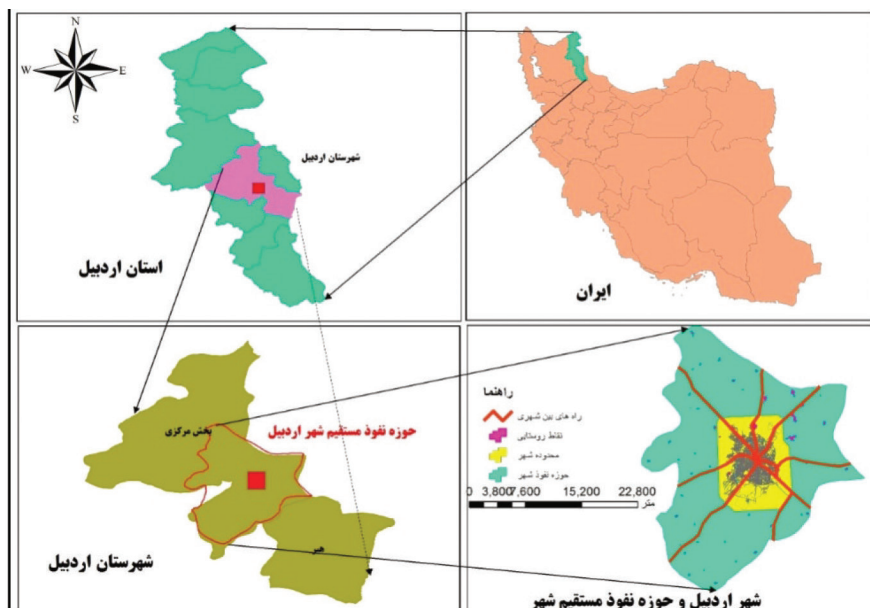 N
W E
S
شهرستان اردبیل
استان اردبیل
ایران
بخش مرکزی
حوزه نفوذ مستقیم شهر اردبیل
هیر
شهرستان اردبیل
راهنما
راه های بین شهری
نقاط روستایی
محدوده شهر
حوزه نفوذ شهر
0 3,800 7,600 15,200 22,800
متر
شهر اردبیل و حوزه نفوذ مستقیم شهر